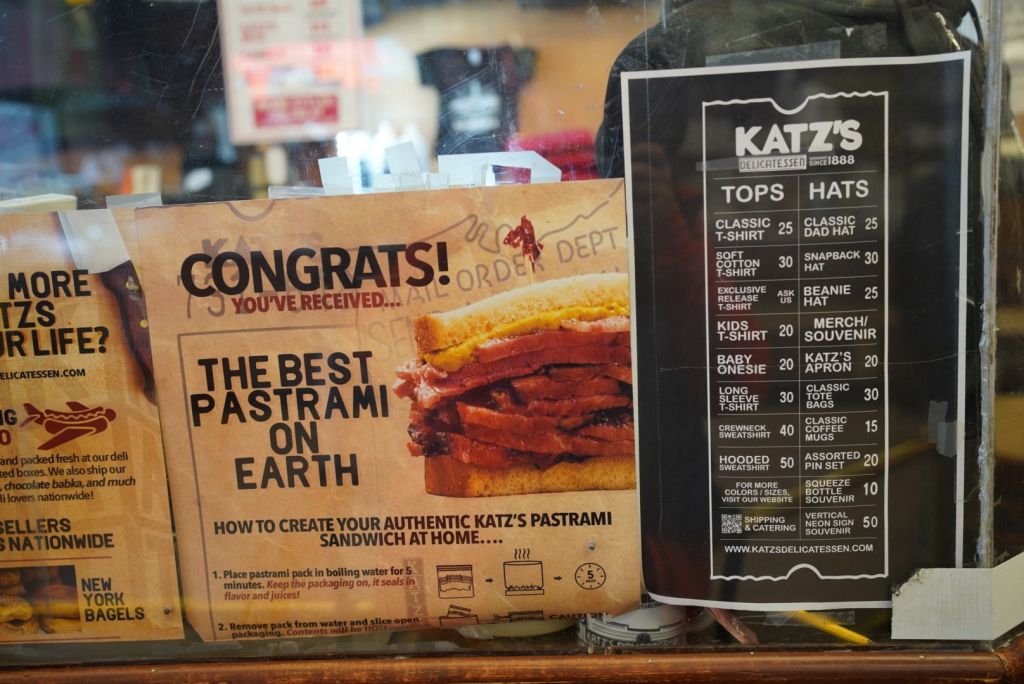 MORE
TZS
UR LIFE?
ELICATESSEN.COM
NG
O
and packed fresh at our deli
ted boxes. We also ship our
, chocolate babka, and much
li lovers nationwide!
SELLERS
S NATIONWIDE
NEW
YORK
BAGELS
CONGRATS!
YOU'VE RECEIVED...
MAIL ORDER DEPT
THE BEST
PASTRAMI
ON
EARTH
HOW TO CREATE YOUR AUTHENTIC KATZ'S PASTRAMI
SANDWICH AT HOME....
1. Place pastrami pack in boiling water for 5
minutes. Keep the packaging on, it seals in
flavor and juices!
5
2. Remove pack from water and slice open
packaging. Contents will be HOT!
KATZ'S
DELICATESSEN SINCE 1888
TOPS HATS
CLASSIC T-SHIRT 25 CLASSIC DAD HAT 25
SOFT COTTON T-SHIRT 30 SNAPBACK HAT 30
EXCLUSIVE RELEASE T-SHIRT ASK US BEANIE HAT 25
KIDS T-SHIRT 20 MERCH/ SOUVENIR
BABY ONESIE 20 KATZ'S APRON 20
LONG SLEEVE T-SHIRT 30 CLASSIC TOTE BAGS 30
CREWNECK SWEATSHIRT 40 CLASSIC COFFEE MUGS 15
HOODED SWEATSHIRT 50 ASSORTED PIN SET 20
FOR MORE COLORS / SIZES, VISIT OUR WEBSITE SQUEEZE BOTTLE SOUVENIR 10
SHIPPING & CATERING VERTICAL NEON SIGN SOUVENIR 50
WWW.KATZSDELICATESSEN.COM